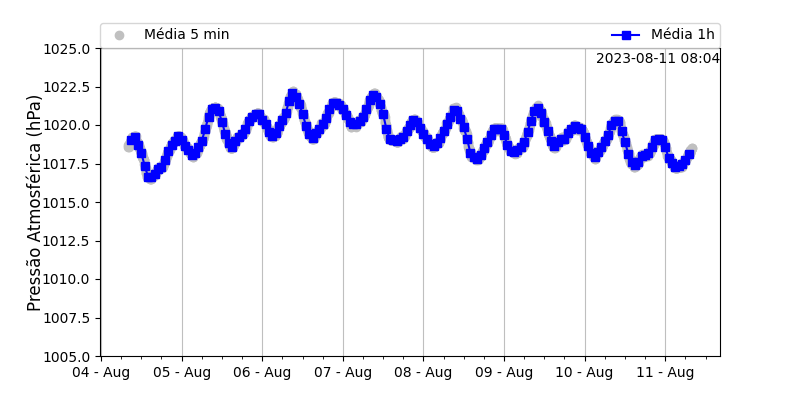 Média 5 min
Média 1h
2023-08-11 08:04
Pressão Atmosférica (hPa)
1025.0
1022.5
1020.0
1017.5
1015.0
1012.5
1010.0
1007.5
1005.0
04 - Aug
05 - Aug
06 - Aug
07 - Aug
08 - Aug
09 - Aug
10 - Aug
11 - Aug